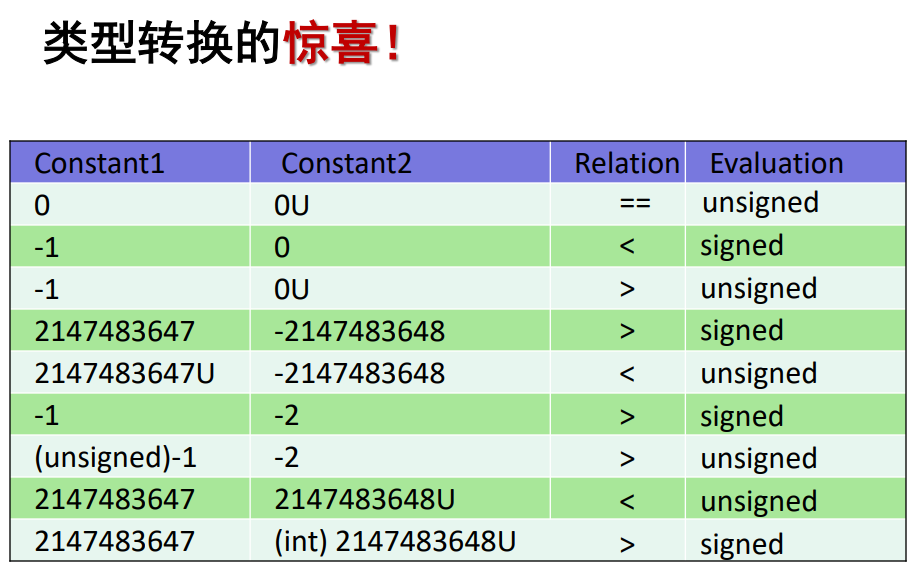 类型转换的惊喜！
Constant1 Constant2 Relation Evaluation
0 0U == unsigned
-1 0 < signed
-1 0U > unsigned
2147483647 -2147483648 > signed
2147483647U -2147483648 < unsigned
-1 -2 > signed
(unsigned)-1 -2 > unsigned
2147483647 2147483648U < unsigned
2147483647 (int) 2147483648U > signed